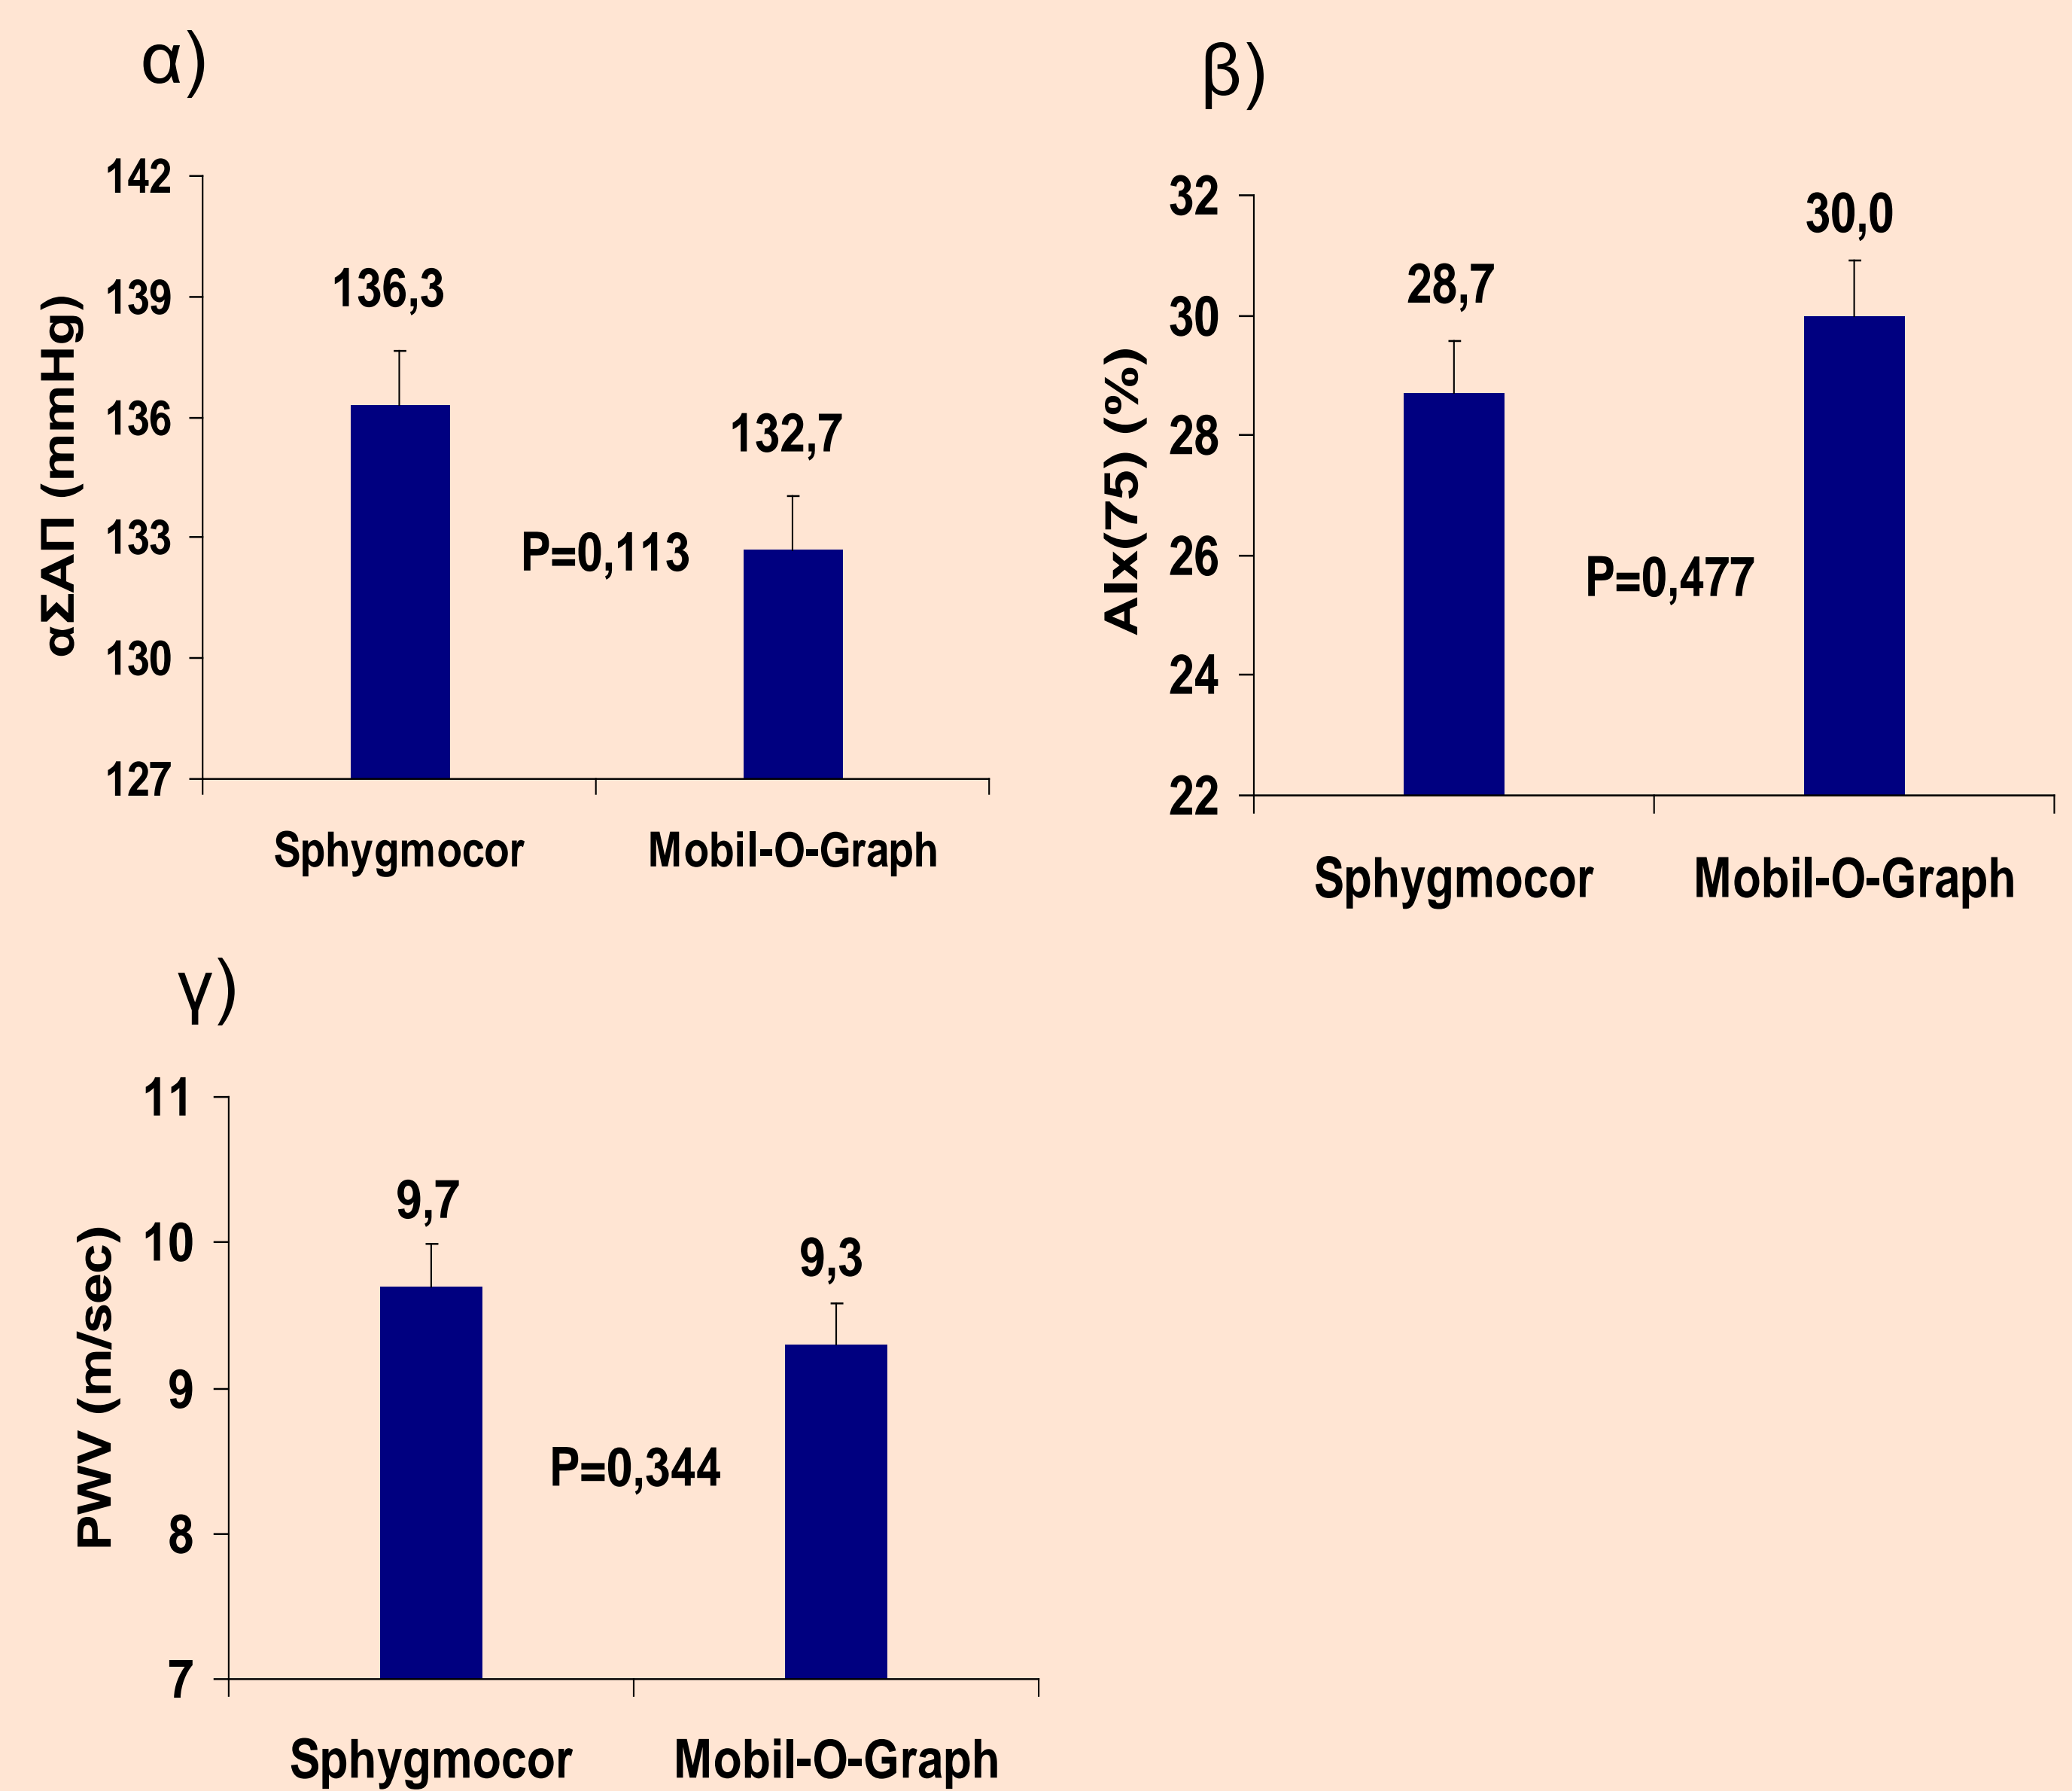 α)
142
139
136
133
130
127
αΣΑΠ (mmHg)
136,3
132,7
P=0,113
Sphygmocor
Mobil-O-Graph
β)
32
30
28
26
24
22
AIx(75) (%)
28,7
30,0
P=0,477
Sphygmocor
Mobil-O-Graph
γ)
11
10
9
8
7
PWV (m/sec)
9,7
9,3
P=0,344
Sphygmocor
Mobil-O-Graph